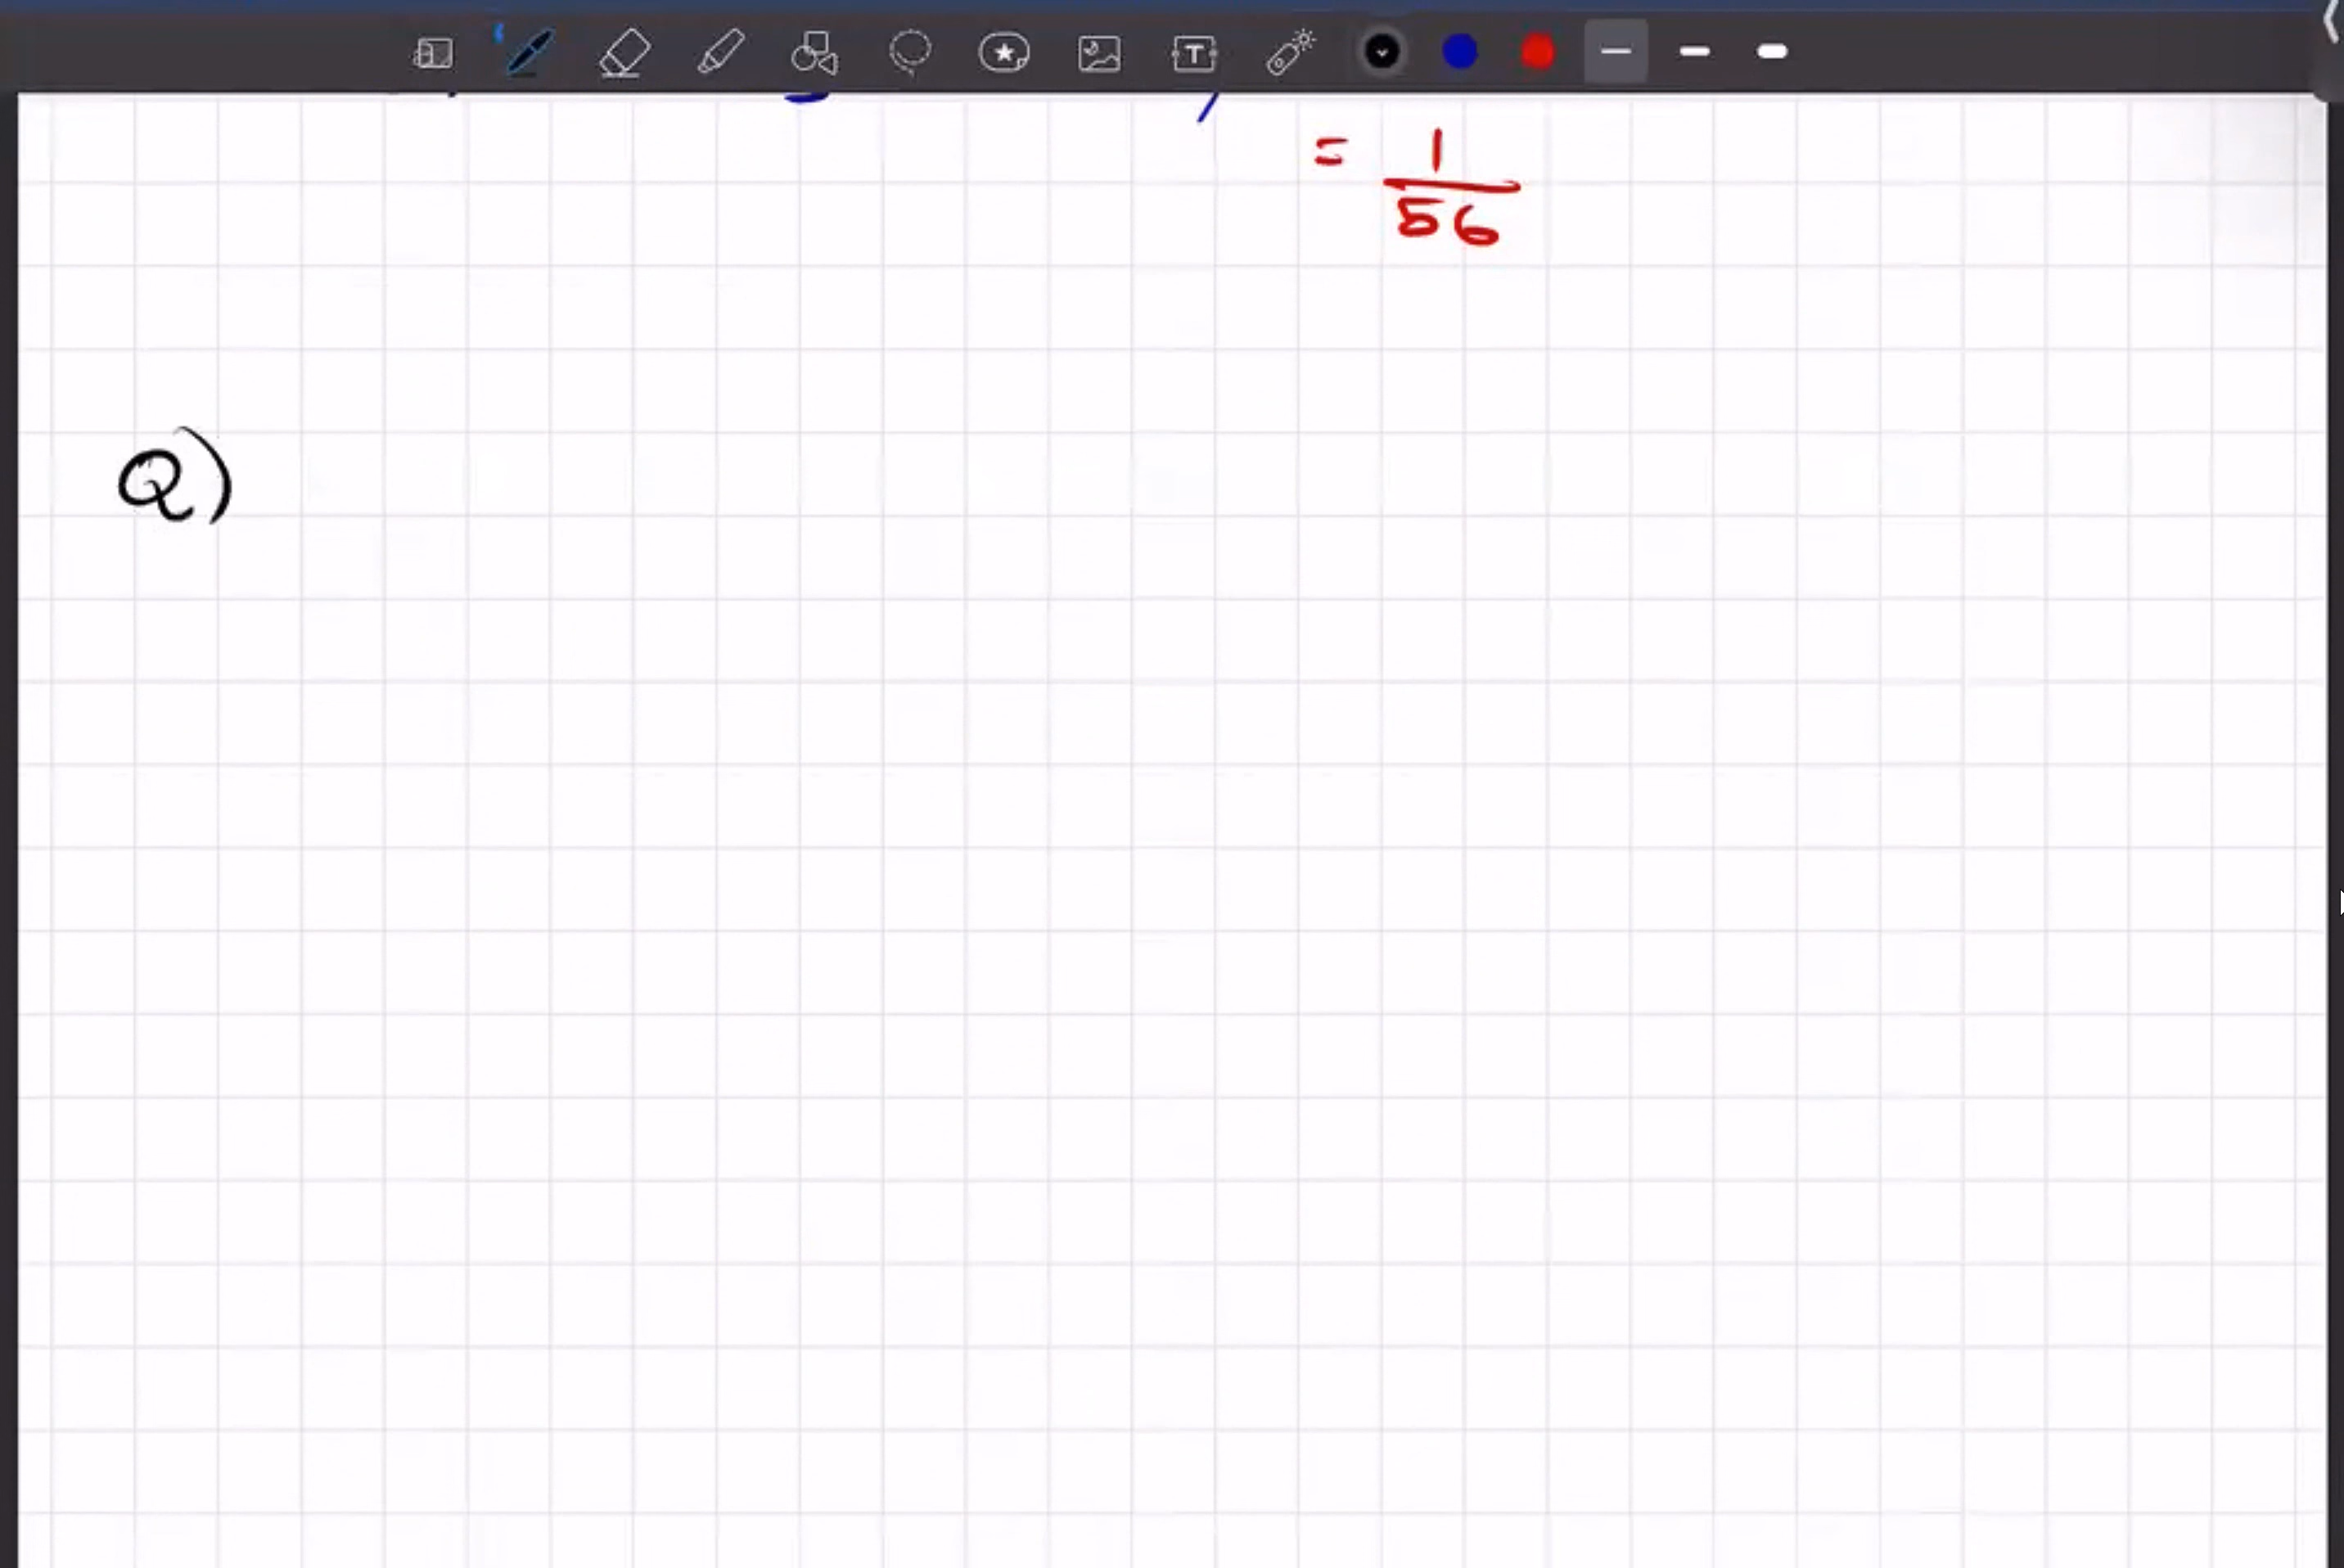 = 1/56
Q)